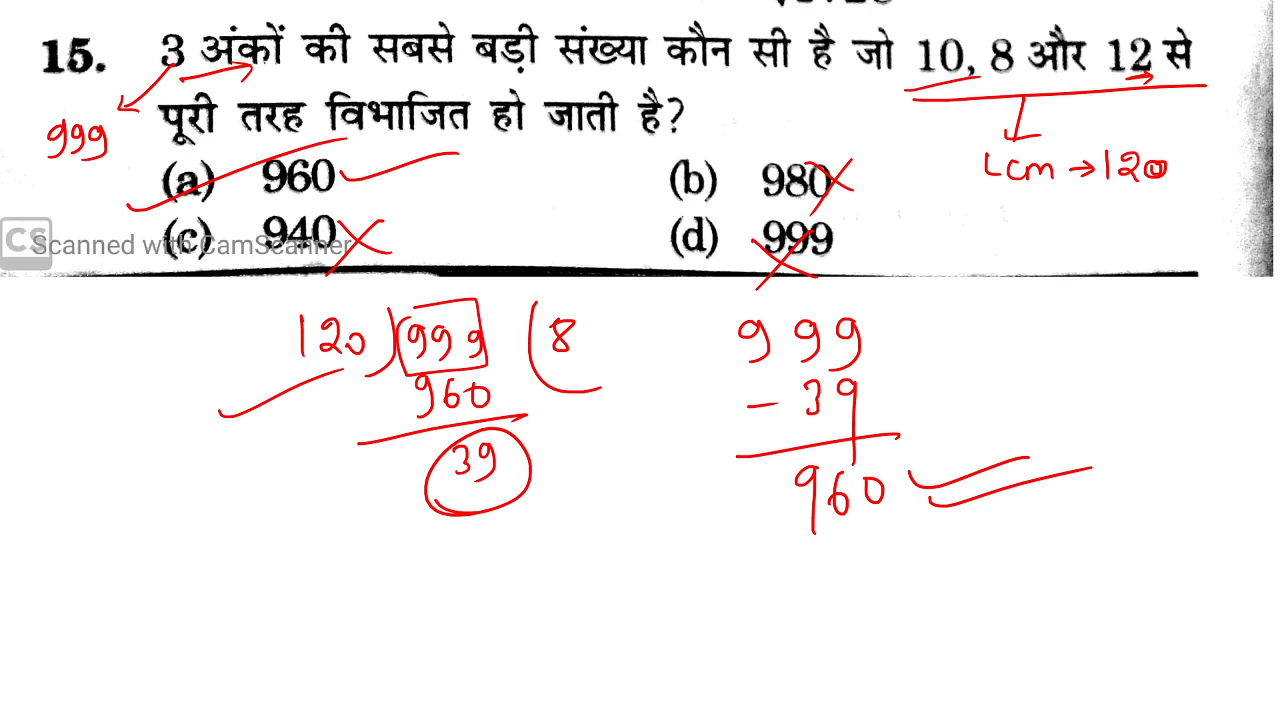 15. 3 अंकों की सबसे बड़ी संख्या कौन सी है जो 10, 8 और 12 से
पूरी तरह विभाजित हो जाती है?
999
Lcm → 120
(a) 960 (b) 980
(c) 940 (d) 999
CS Scanned with CamScanner
120 ) 999 ( 8
960
39
999
- 39
960